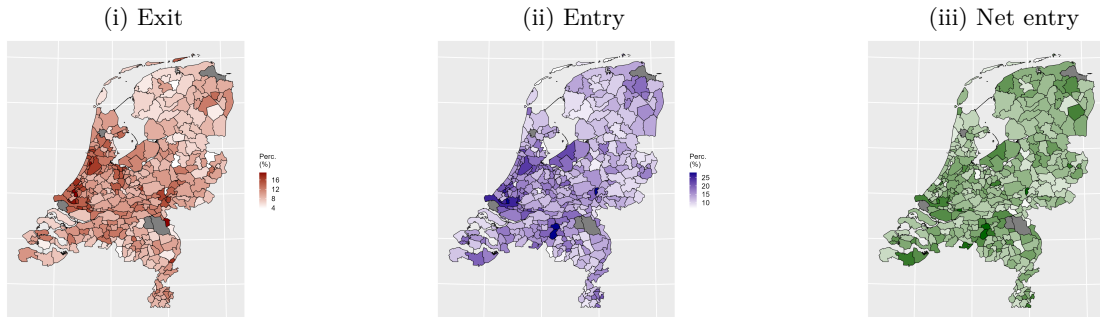 (i) Exit
(ii) Entry
(iii) Net entry
Perc.
(%)
16
12
8
4
Perc.
(%)
25
20
15
10